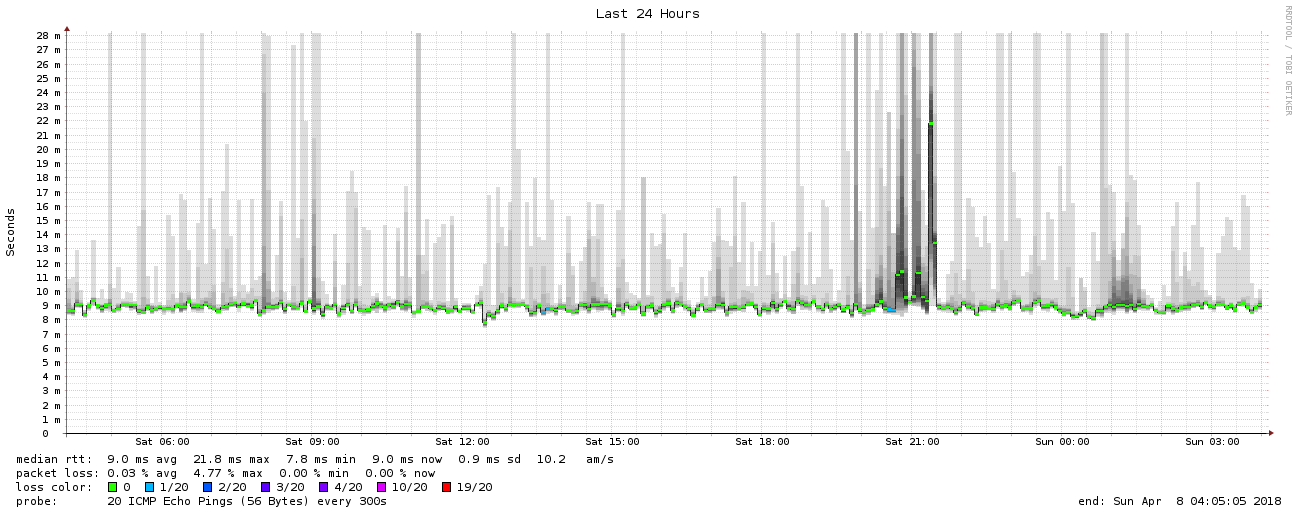 Last 24 Hours
RRDTOOL / TOBI OETIKER
Seconds
28 m
27 m
26 m
25 m
24 m
23 m
22 m
21 m
20 m
19 m
18 m
17 m
16 m
15 m
14 m
13 m
12 m
11 m
10 m
9 m
8 m
7 m
6 m
5 m
4 m
3 m
2 m
1 m
0
Sat 06:00 Sat 09:00 Sat 12:00 Sat 15:00 Sat 18:00 Sat 21:00 Sun 00:00 Sun 03:00
median rtt: 9.0 ms avg 21.8 ms max 7.8 ms min 9.0 ms now 0.9 ms sd 10.2 am/s
packet loss: 0.03 % avg 4.77 % max 0.00 % min 0.00 % now
loss color: 0 1/20 2/20 3/20 4/20 10/20 19/20
probe: 20 ICMP Echo Pings (56 Bytes) every 300s end: Sun Apr 8 04:05:05 2018